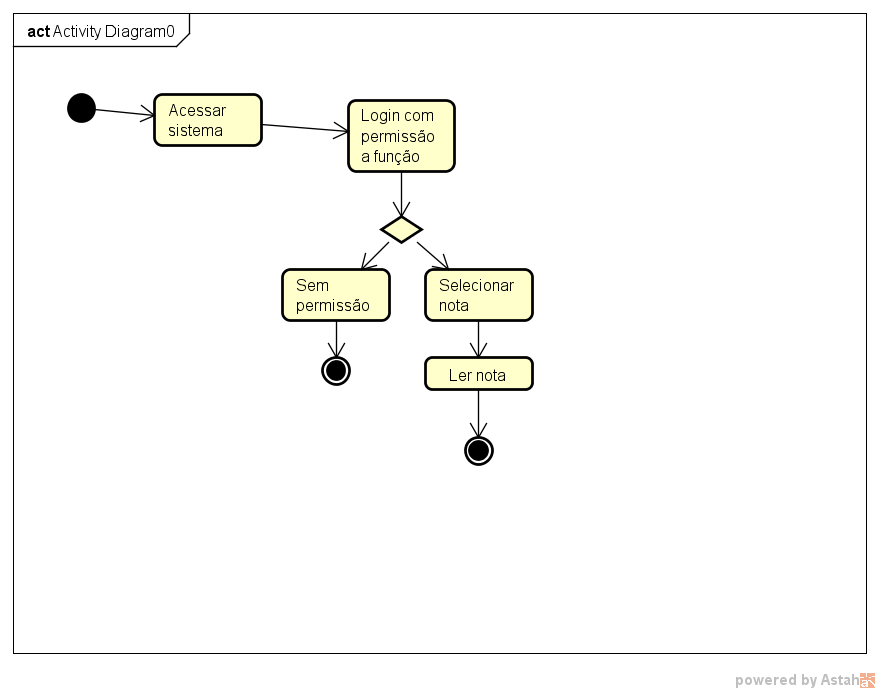 act Activity Diagram0
Acessar
sistema
Login com
permissão
a função
Sem
permissão
Selecionar
nota
Ler nota
powered by Astah